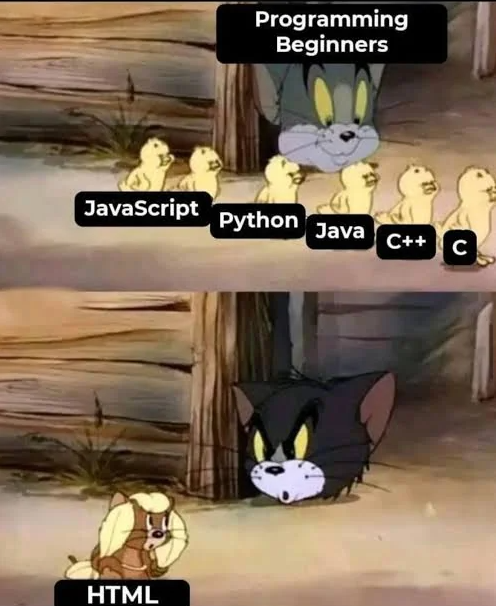 Programming
Beginners
JavaScript
Python
Java
C++
C
HTML